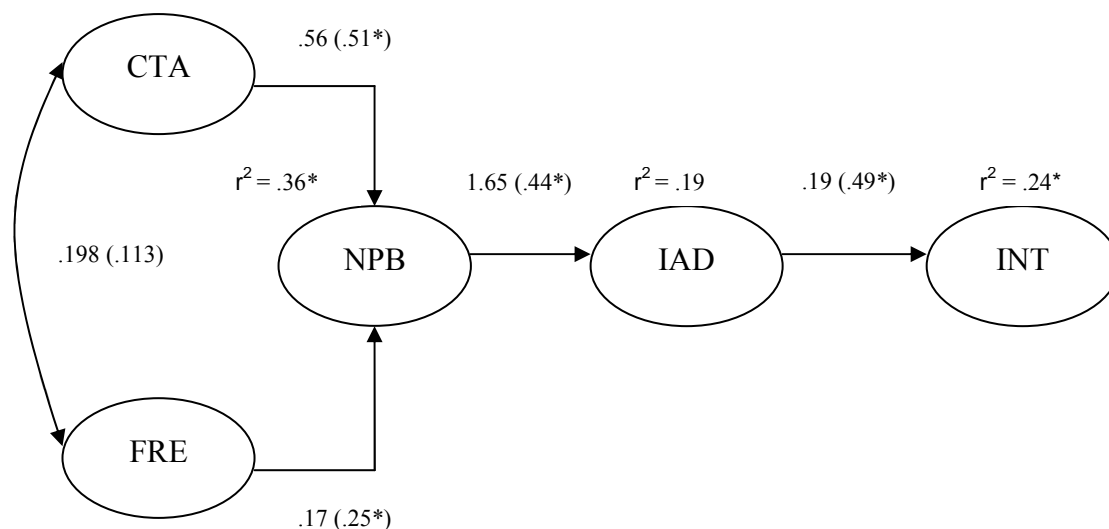 .56 (.51*)
CTA
r² = .36*
1.65 (.44*)
r² = .19
.19 (.49*)
r² = .24*
.198 (.113)
NPB
IAD
INT
FRE
.17 (.25*)